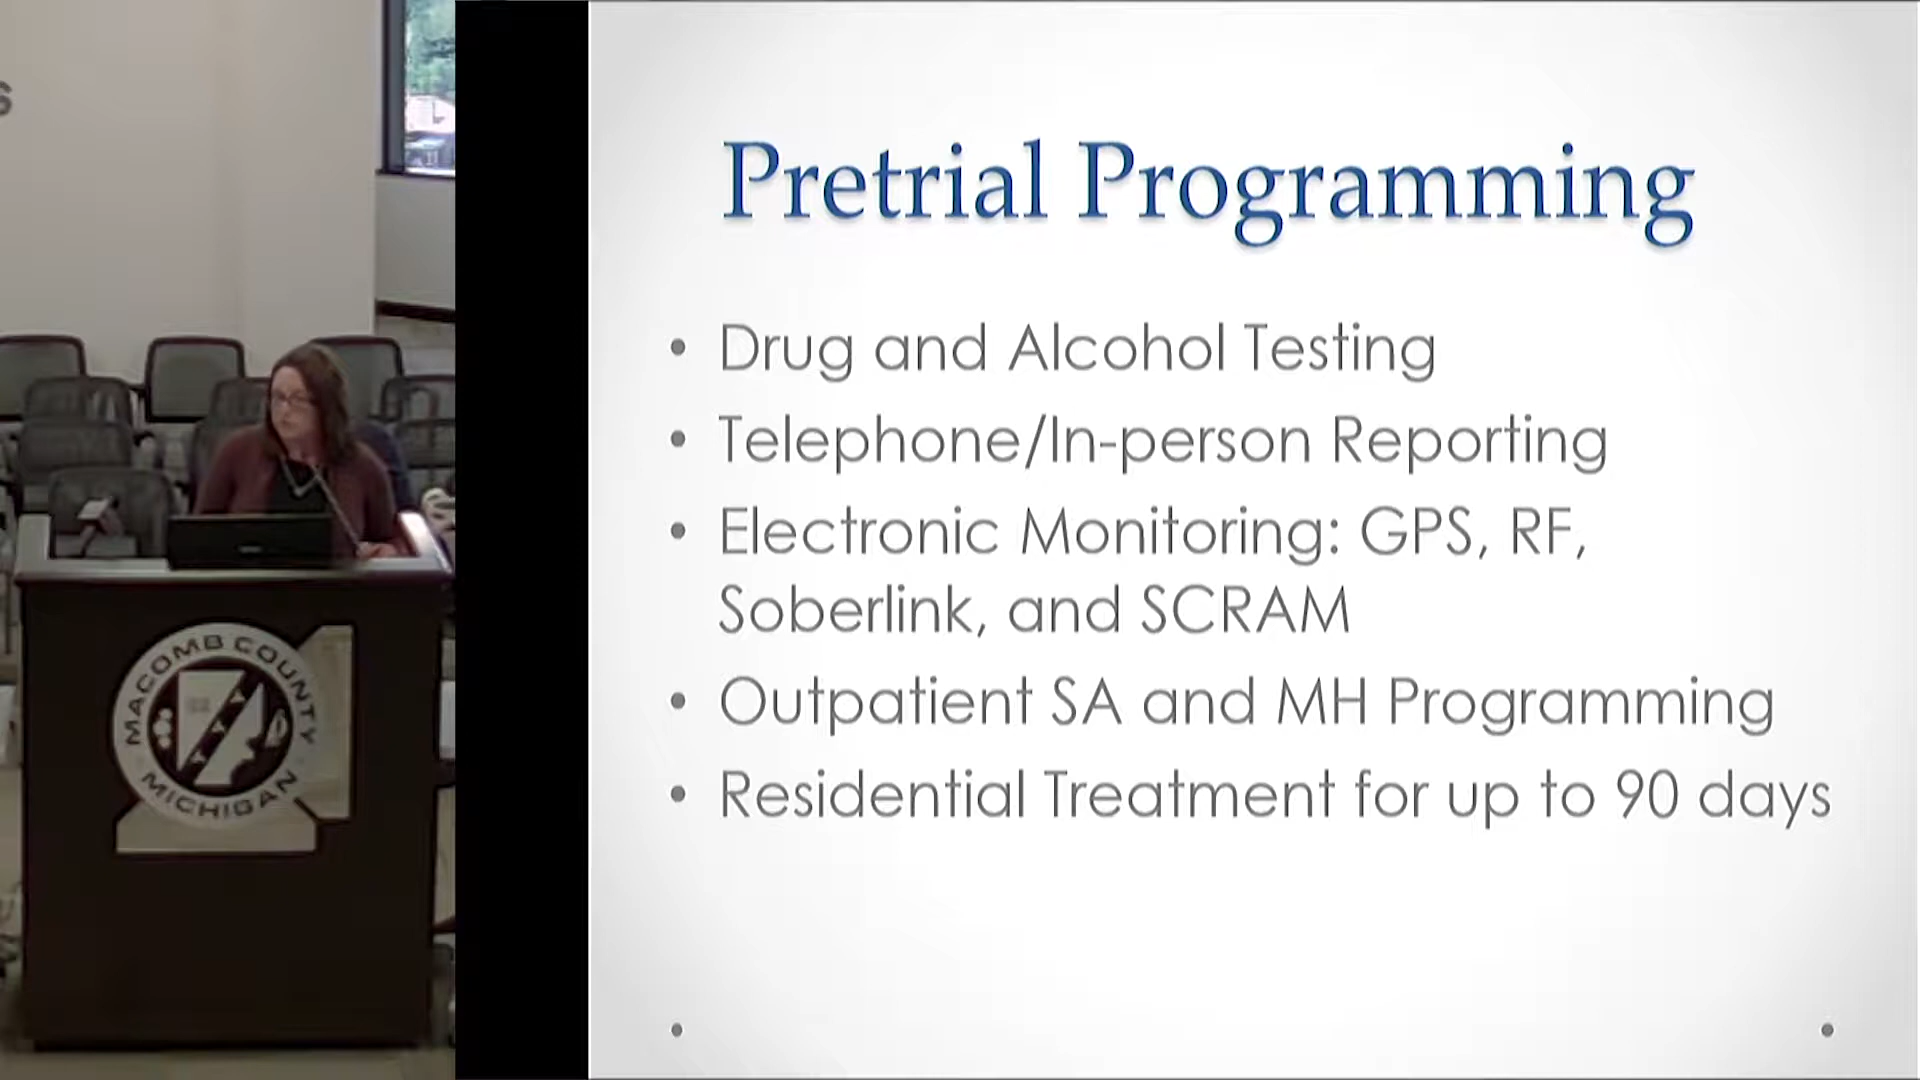 Pretrial Programming
• Drug and Alcohol Testing
• Telephone/In-person Reporting
• Electronic Monitoring: GPS, RF,
Soberlink, and SCRAM
• Outpatient SA and MH Programming
• Residential Treatment for up to 90 days
MACOMB COUNTY
MICHIGAN